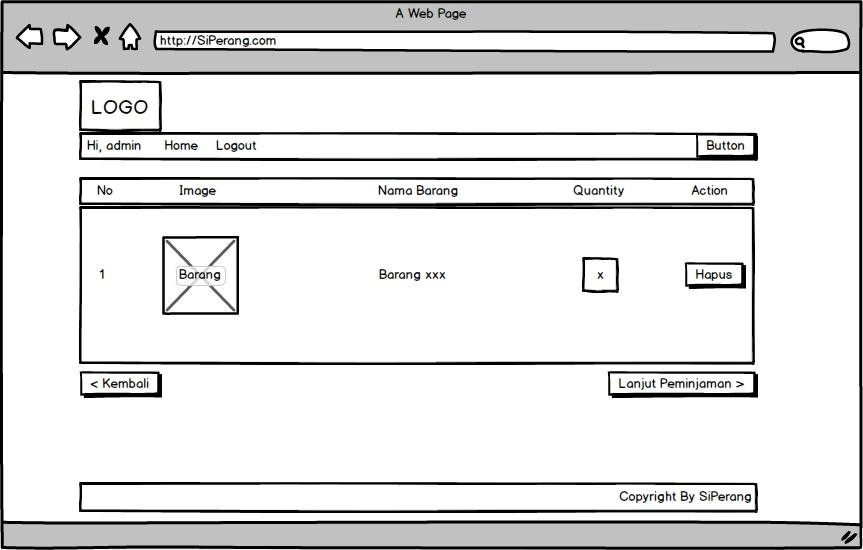 A Web Page
http://SiPerang.com
LOGO
Hi, admin Home Logout Button
No Image Nama Barang Quantity Action
1 Barang Barang xxx x Hapus
< Kembali Lanjut Peminjaman >
Copyright By SiPerang